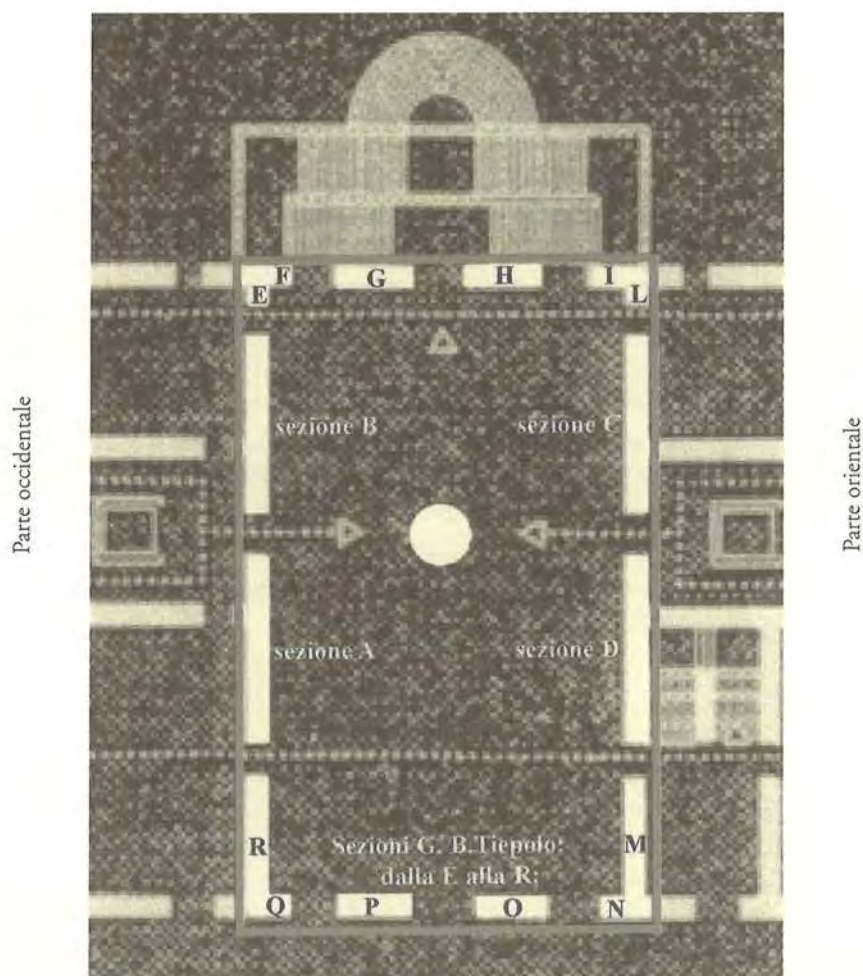 F
G
H
I
E
L
sezione B
sezione C
Parte occidentale
Parte orientale
sezione A
sezione D
R
Sezioni G. B. Tiepolo:
dalla E alla R;
M
Q
P
O
N